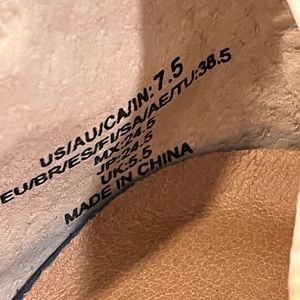 US/AU/CA/IN:7.5
EU/BR/ES/FI/SA/AE/TU:38.5
MX:24.5
JP:24.5
UK:5.5
MADE IN CHINA